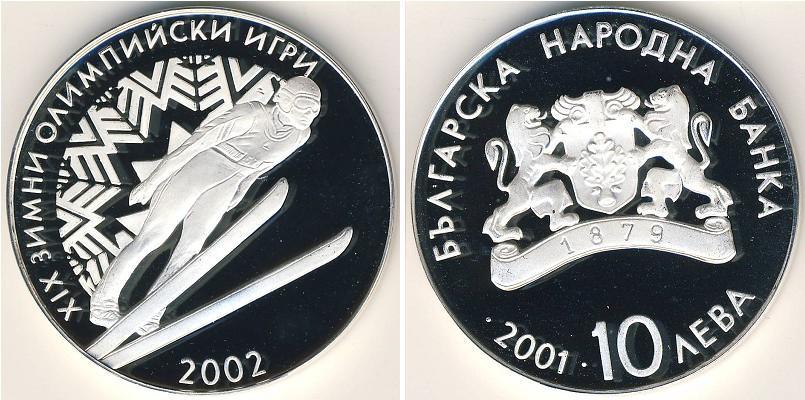 XIX ЗИМНИ ОЛИМПИЙСКИ ИГРИ
2002
БЪЛГАРСКА НАРОДНА БАНКА
1879
2001 · 10 ЛЕВА